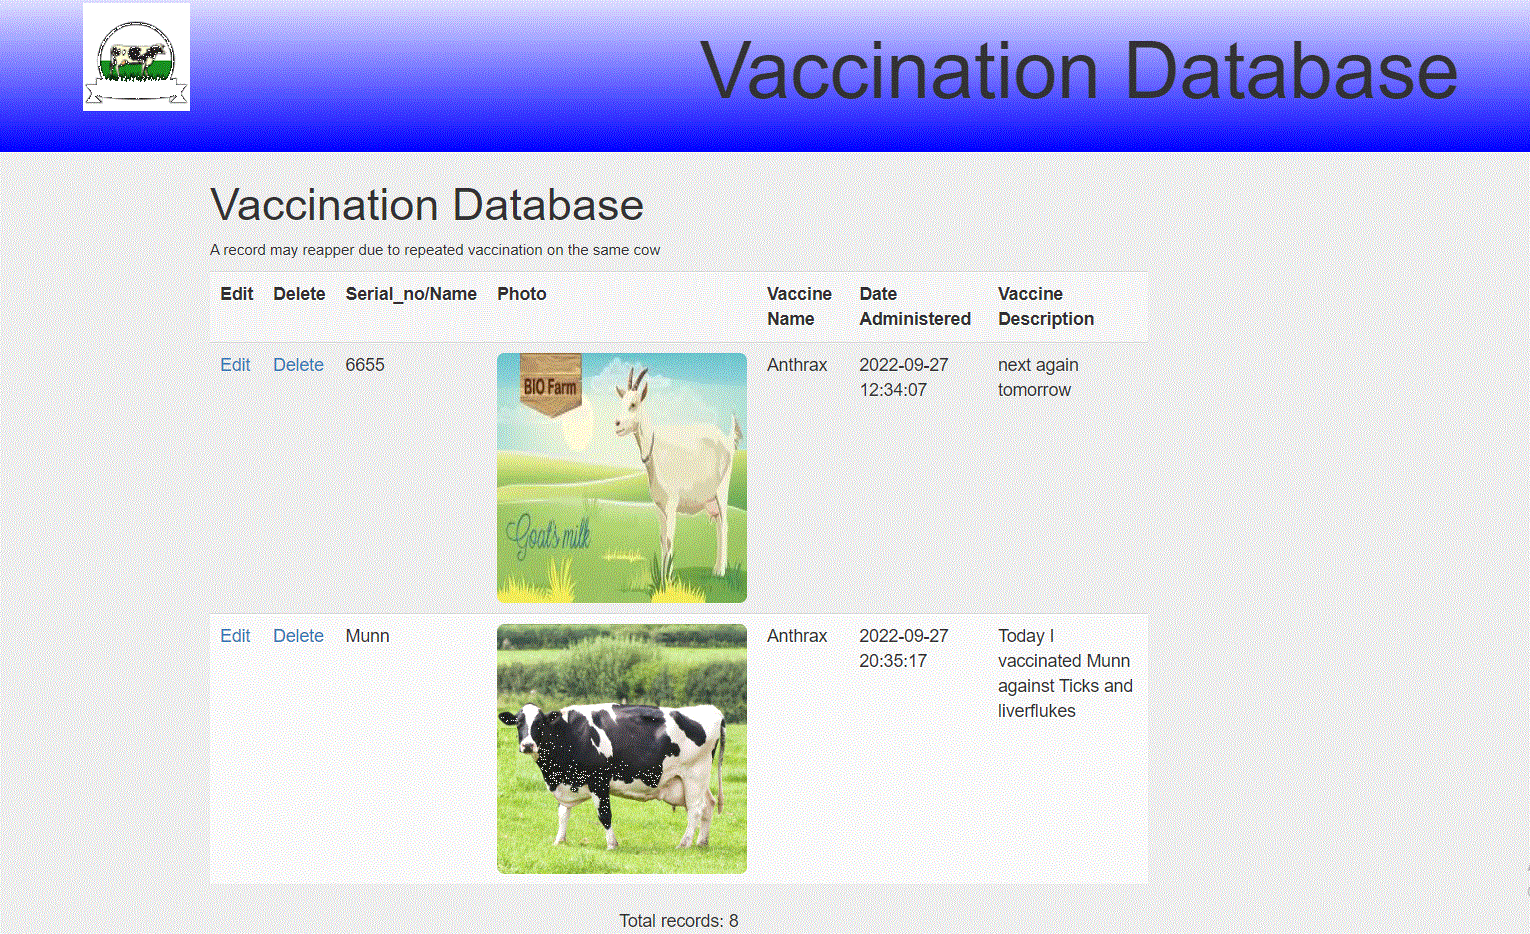 Vaccination Database
Vaccination Database
A record may reapper due to repeated vaccination on the same cow
Edit Delete Serial_no/Name Photo Vaccine Name Date Administered Vaccine Description
Edit Delete 6655 Anthrax 2022-09-27 12:34:07 next again tomorrow
BIO Farm
Goat's milk
Edit Delete Munn Anthrax 2022-09-27 20:35:17 Today I vaccinated Munn against Ticks and liverflukes
Total records: 8